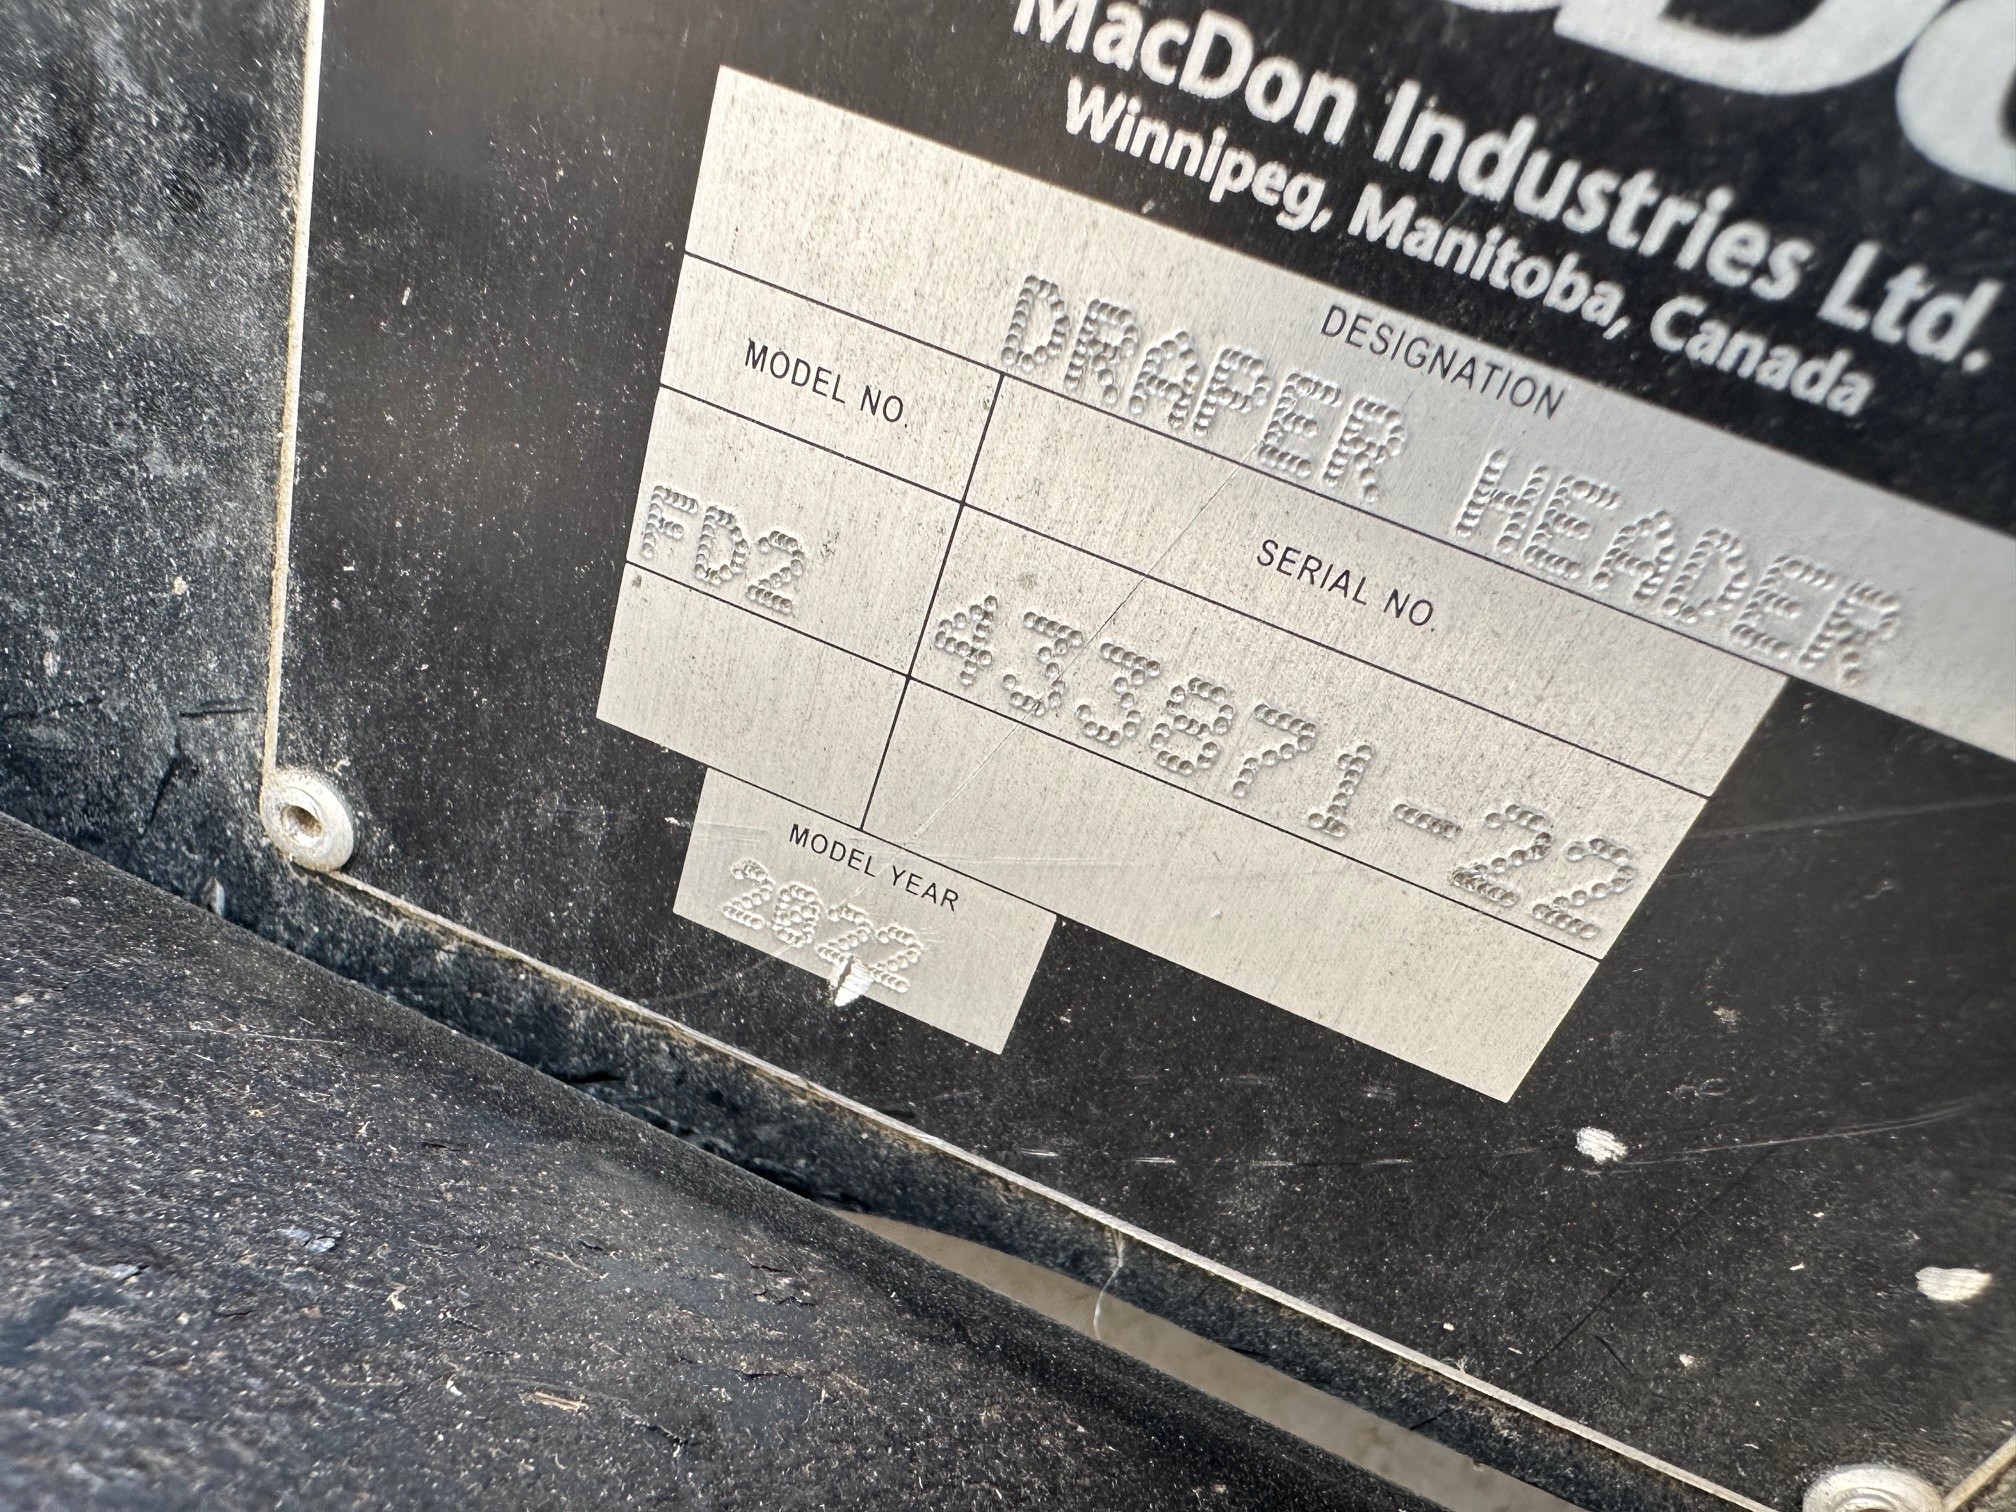 MacDon Industries Ltd.
Winnipeg, Manitoba, Canada
DESIGNATION
DRAPER HEADER
MODEL NO.
SERIAL NO.
FD2
433871-22
MODEL YEAR
2022